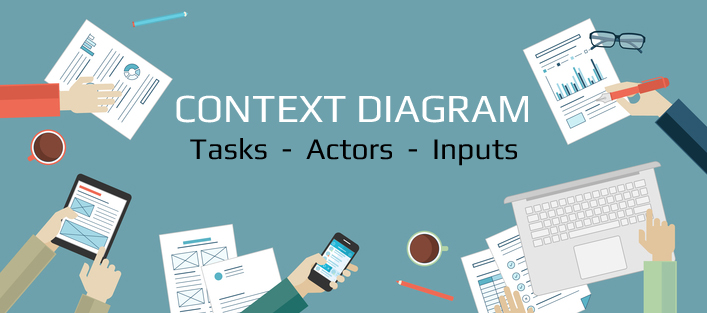 CONTEXT DIAGRAM
Tasks - Actors - Inputs